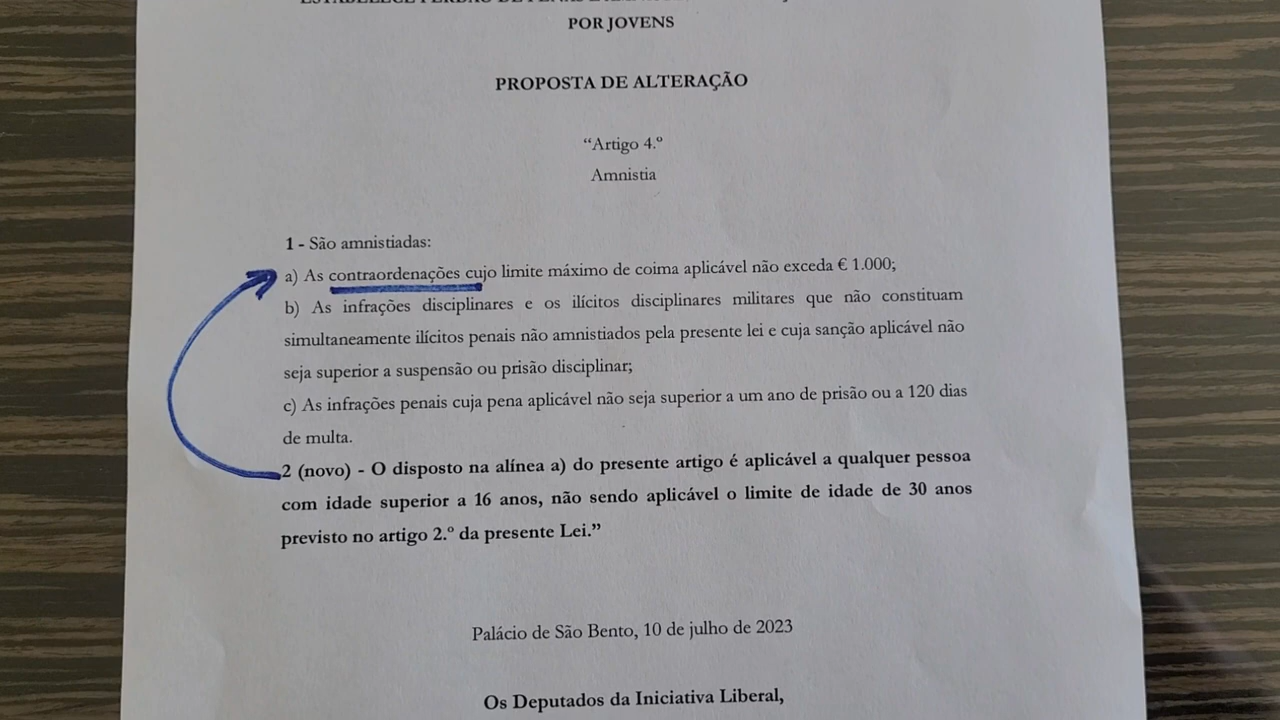 POR JOVENS
PROPOSTA DE ALTERAÇÃO
“Artigo 4.º
Amnistia
1 - São amnistiadas:
a) As contraordenações cujo limite máximo de coima aplicável não exceda € 1.000;
b) As infrações disciplinares e os ilícitos disciplinares militares que não constituam
simultaneamente ilícitos penais não amnistiados pela presente lei e cuja sanção aplicável não
seja superior a suspensão ou prisão disciplinar;
c) As infrações penais cuja pena aplicável não seja superior a um ano de prisão ou a 120 dias
de multa.
2 (novo) - O disposto na alínea a) do presente artigo é aplicável a qualquer pessoa
com idade superior a 16 anos, não sendo aplicável o limite de idade de 30 anos
previsto no artigo 2.º da presente Lei.”
Palácio de São Bento, 10 de julho de 2023
Os Deputados da Iniciativa Liberal,